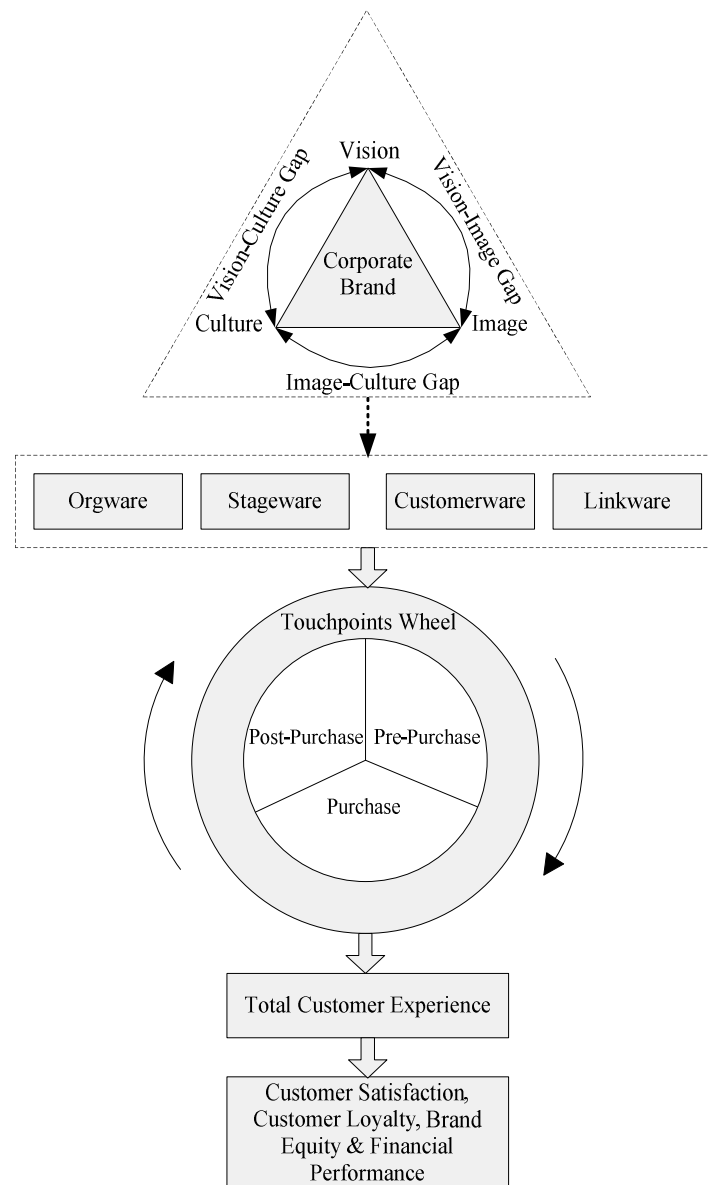 Vision
Vision-Culture Gap
Vision-Image Gap
Corporate
Brand
Culture
Image
Image-Culture Gap
Orgware
Stageware
Customerware
Linkware
Touchpoints Wheel
Post-Purchase
Pre-Purchase
Purchase
Total Customer Experience
Customer Satisfaction,
Customer Loyalty, Brand
Equity & Financial
Performance